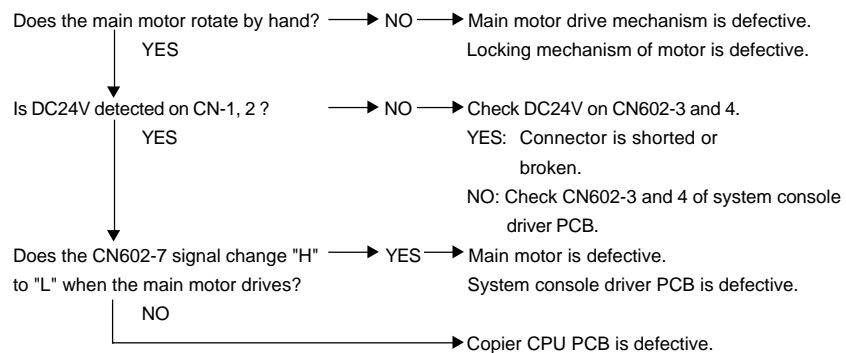 Does the main motor rotate by hand? NO Main motor drive mechanism is defective.
YES Locking mechanism of motor is defective.
Is DC24V detected on CN-1, 2 ? NO Check DC24V on CN602-3 and 4.
YES YES: Connector is shorted or
broken.
NO: Check CN602-3 and 4 of system console
driver PCB.
Does the CN602-7 signal change "H" YES Main motor is defective.
to "L" when the main motor drives? System console driver PCB is defective.
NO
Copier CPU PCB is defective.